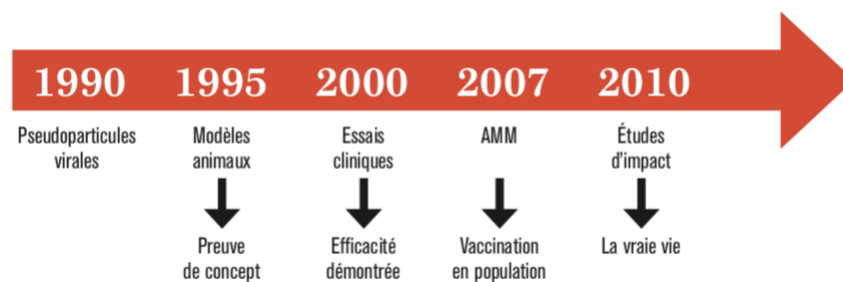 1990 1995 2000 2007 2010
Pseudoparticules
virales
Modèles
animaux
Essais
cliniques
AMM
Études
d'impact
Preuve
de concept
Efficacité
démontrée
Vaccination
en population
La vraie vie